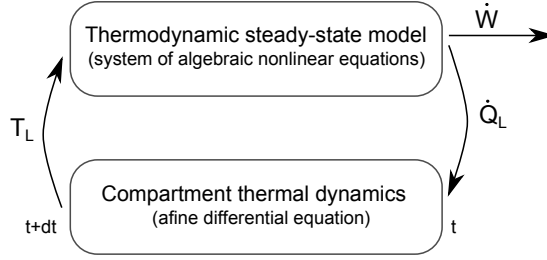 Thermodynamic steady-state model
(system of algebraic nonlinear equations)
Ẇ
T_L
Q̇_L
Compartment thermal dynamics
(afine differential equation)
t+dt
t